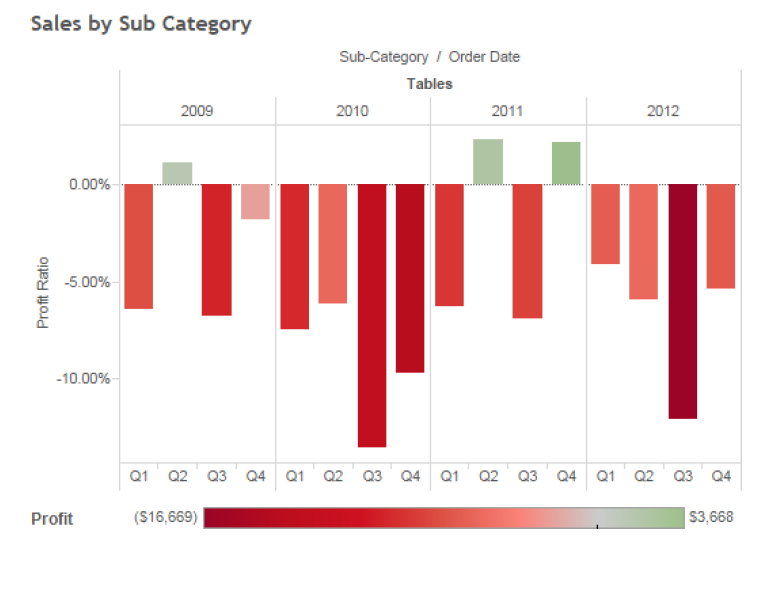 Sales by Sub Category
Sub-Category / Order Date
Tables
2009 2010 2011 2012
0.00%
-5.00%
-10.00%
Profit Ratio
Q1 Q2 Q3 Q4 Q1 Q2 Q3 Q4 Q1 Q2 Q3 Q4 Q1 Q2 Q3 Q4
Profit ($16,669) $3,668